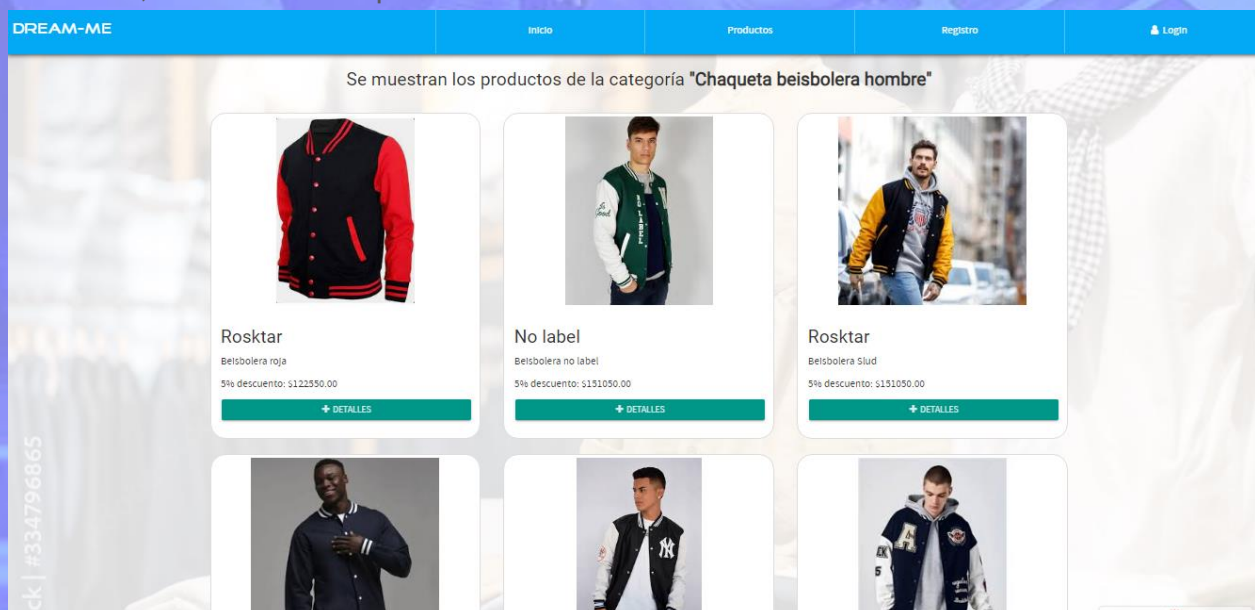 DREAM-ME
Inicio
Productos
Registro
Login
Se muestran los productos de la categoría "Chaqueta beisbolera hombre"
Rosktar
Beisbolera roja
5% descuento: $122550.00
+ DETALLES
No label
Beisbolera no label
5% descuento: $151050.00
+ DETALLES
Rosktar
Beisbolera Slud
5% descuento: $151050.00
+ DETALLES
ck | #334796865